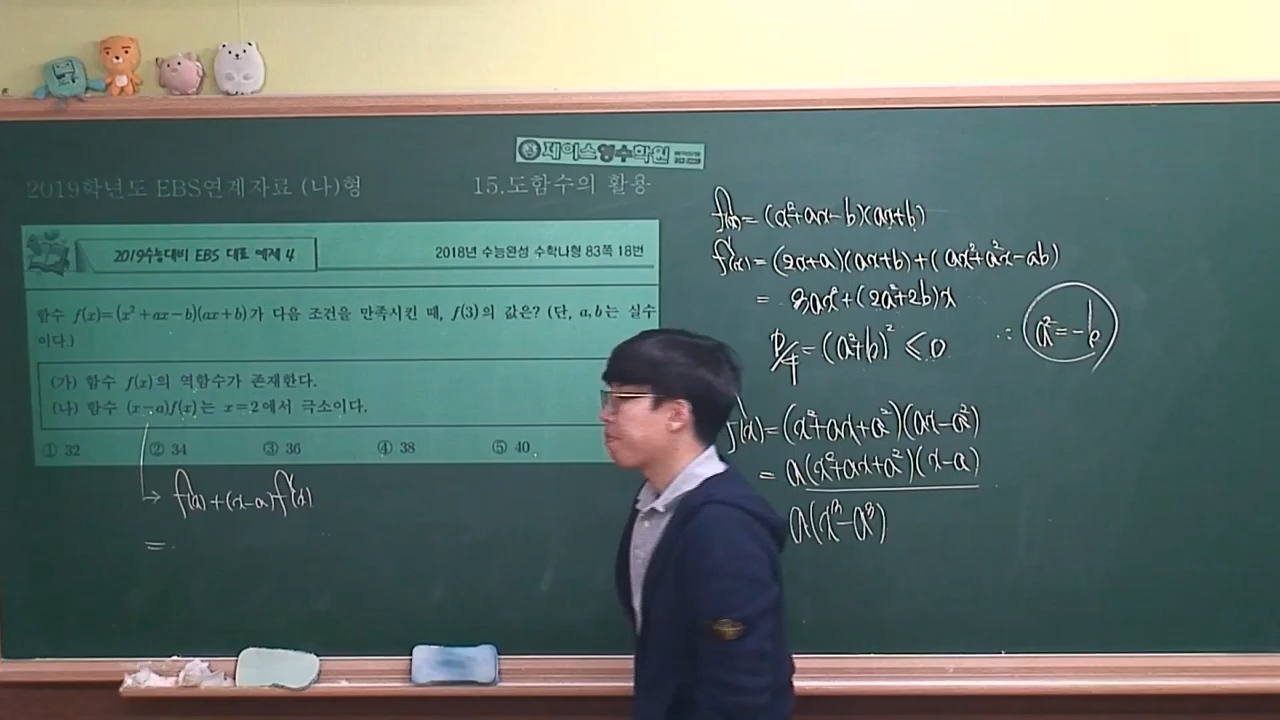 제이스영수학원
2019학년도 EBS연계자료 (나)형
15.도함수의 활용
2019수능대비 EBS 대표 예제 4
2018년 수능완성 수학나형 83쪽 18번
함수 f(x)=(x²+ax-b)(ax+b)가 다음 조건을 만족시킬 때, f(3)의 값은? (단, a, b는 실수
이다.)
(가) 함수 f(x)의 역함수가 존재한다.
(나) 함수 (x-a)f(x)는 x=2에서 극소이다.
① 32 ② 34 ③ 36 ④ 38 ⑤ 40
f(x)+(x-a)f'(x)
=
f(x)=(x²+ax-b)(ax+b)
f'(x)=(2x+a)(ax+b)+(ax²+a²x-ab)
= 3ax²+(2a²+2b)x
D/4=(a²+b)²≤0
∴ a²=-b
f(x)=(x²+ax+a²)(ax-a²)
= a(x²+ax+a²)(x-a)
a(x³-a³)